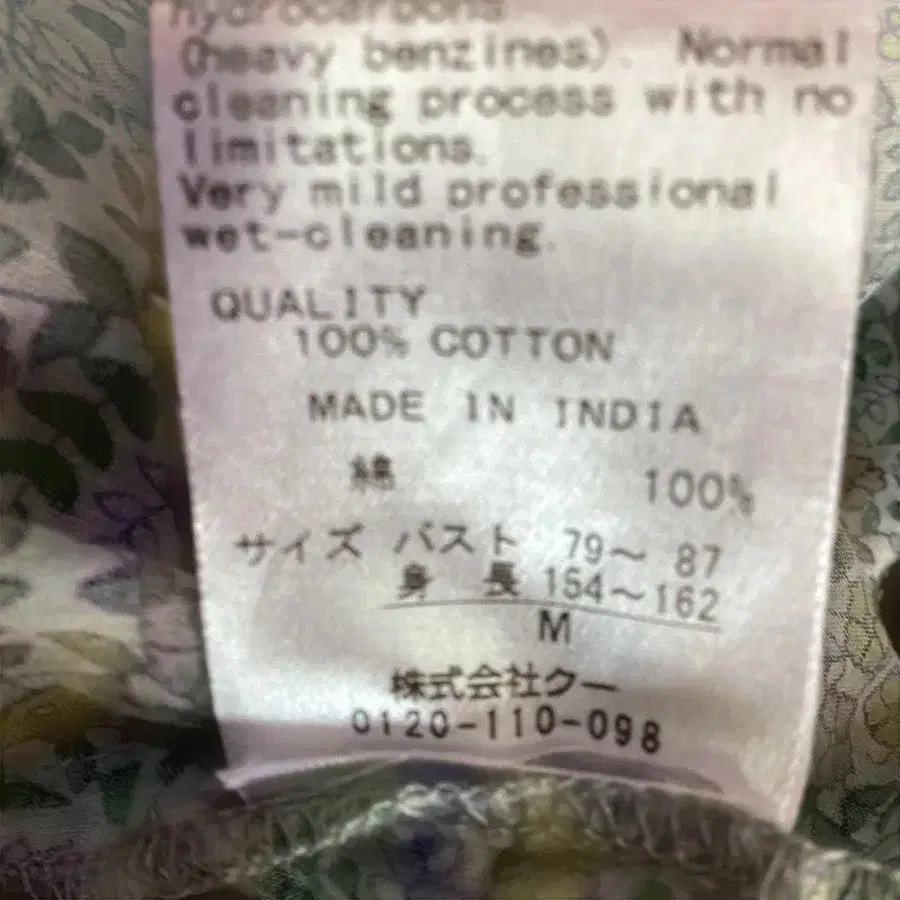 hydrocarbons
(heavy benzines). Normal
cleaning process with no
limitations.
Very mild professional
wet-cleaning.
QUALITY
100% COTTON
MADE IN INDIA
綿 100%
サイズ バスト 79〜 87
身 長 154〜162
M
株式会社クー
0120-110-098